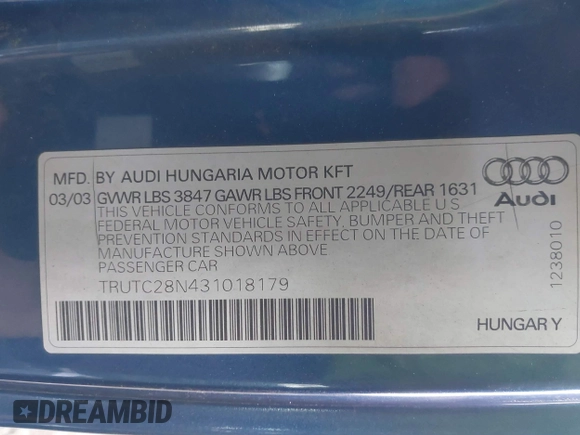 MFD. BY AUDI HUNGARIA MOTOR KFT
03/03 GVWR LBS 3847 GAWR LBS FRONT 2249/REAR 1631
THIS VEHICLE CONFORMS TO ALL APPLICABLE U S
FEDERAL MOTOR VEHICLE SAFETY, BUMPER AND THEFT
PREVENTION STANDARDS IN EFFECT ON THE DATE OF
MANUFACTURE SHOWN ABOVE
PASSENGER CAR
TRUTC28N431018179
Audi
1238010
HUNGARY
DREAMBID